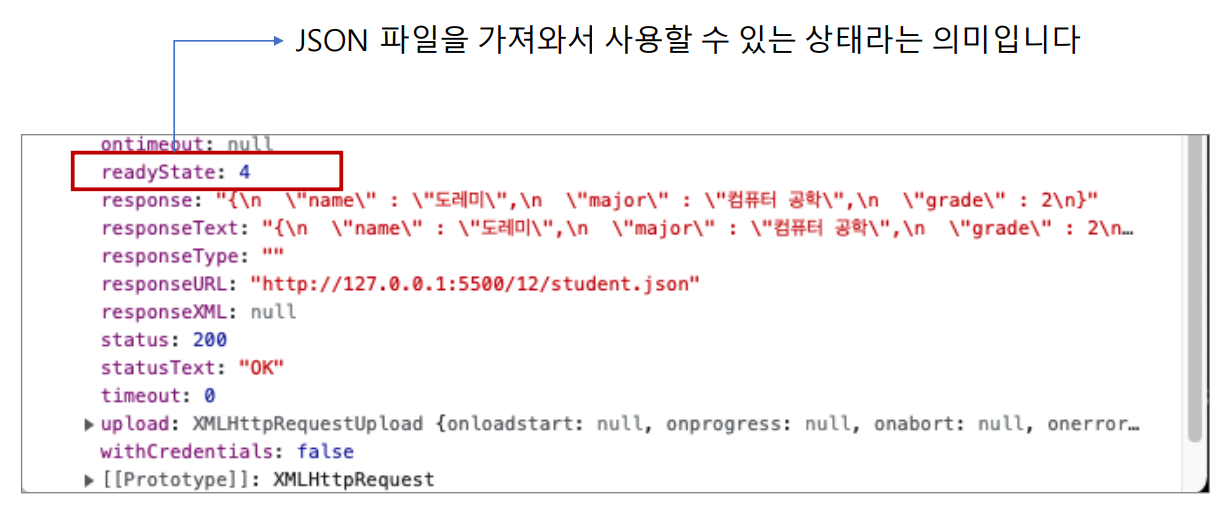 JSON 파일을 가져와서 사용할 수 있는 상태라는 의미입니다
ontimeout: null
readyState: 4
response: "{\n  \"name\" : \"도레미\",\n  \"major\" : \"컴퓨터 공학\",\n  \"grade\" : 2\n}"
responseText: "{\n  \"name\" : \"도레미\",\n  \"major\" : \"컴퓨터 공학\",\n  \"grade\" : 2\n…
responseType: ""
responseURL: "http://127.0.0.1:5500/12/student.json"
responseXML: null
status: 200
statusText: "OK"
timeout: 0
▶ upload: XMLHttpRequestUpload {onloadstart: null, onprogress: null, onabort: null, onerror…
withCredentials: false
▶ [[Prototype]]: XMLHttpRequest